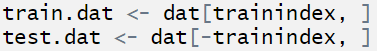 train.dat <- dat[trainindex, ]
test.dat <- dat[-trainindex, ]